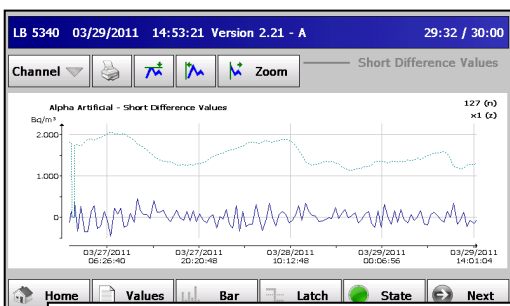 LB 5340 03/29/2011 14:53:21 Version 2.21 - A 29:32 / 30:00
Channel Zoom Short Difference Values
Alpha Artificial - Short Difference Values 127 (n)
Bq/m³ x1 (z)
2.000
1.000
0
03/27/2011 03/27/2011 03/28/2011 03/29/2011 03/29/2011
06:26:40 20:20:48 10:12:48 00:06:56 14:01:04
Home Values Bar Latch State Next